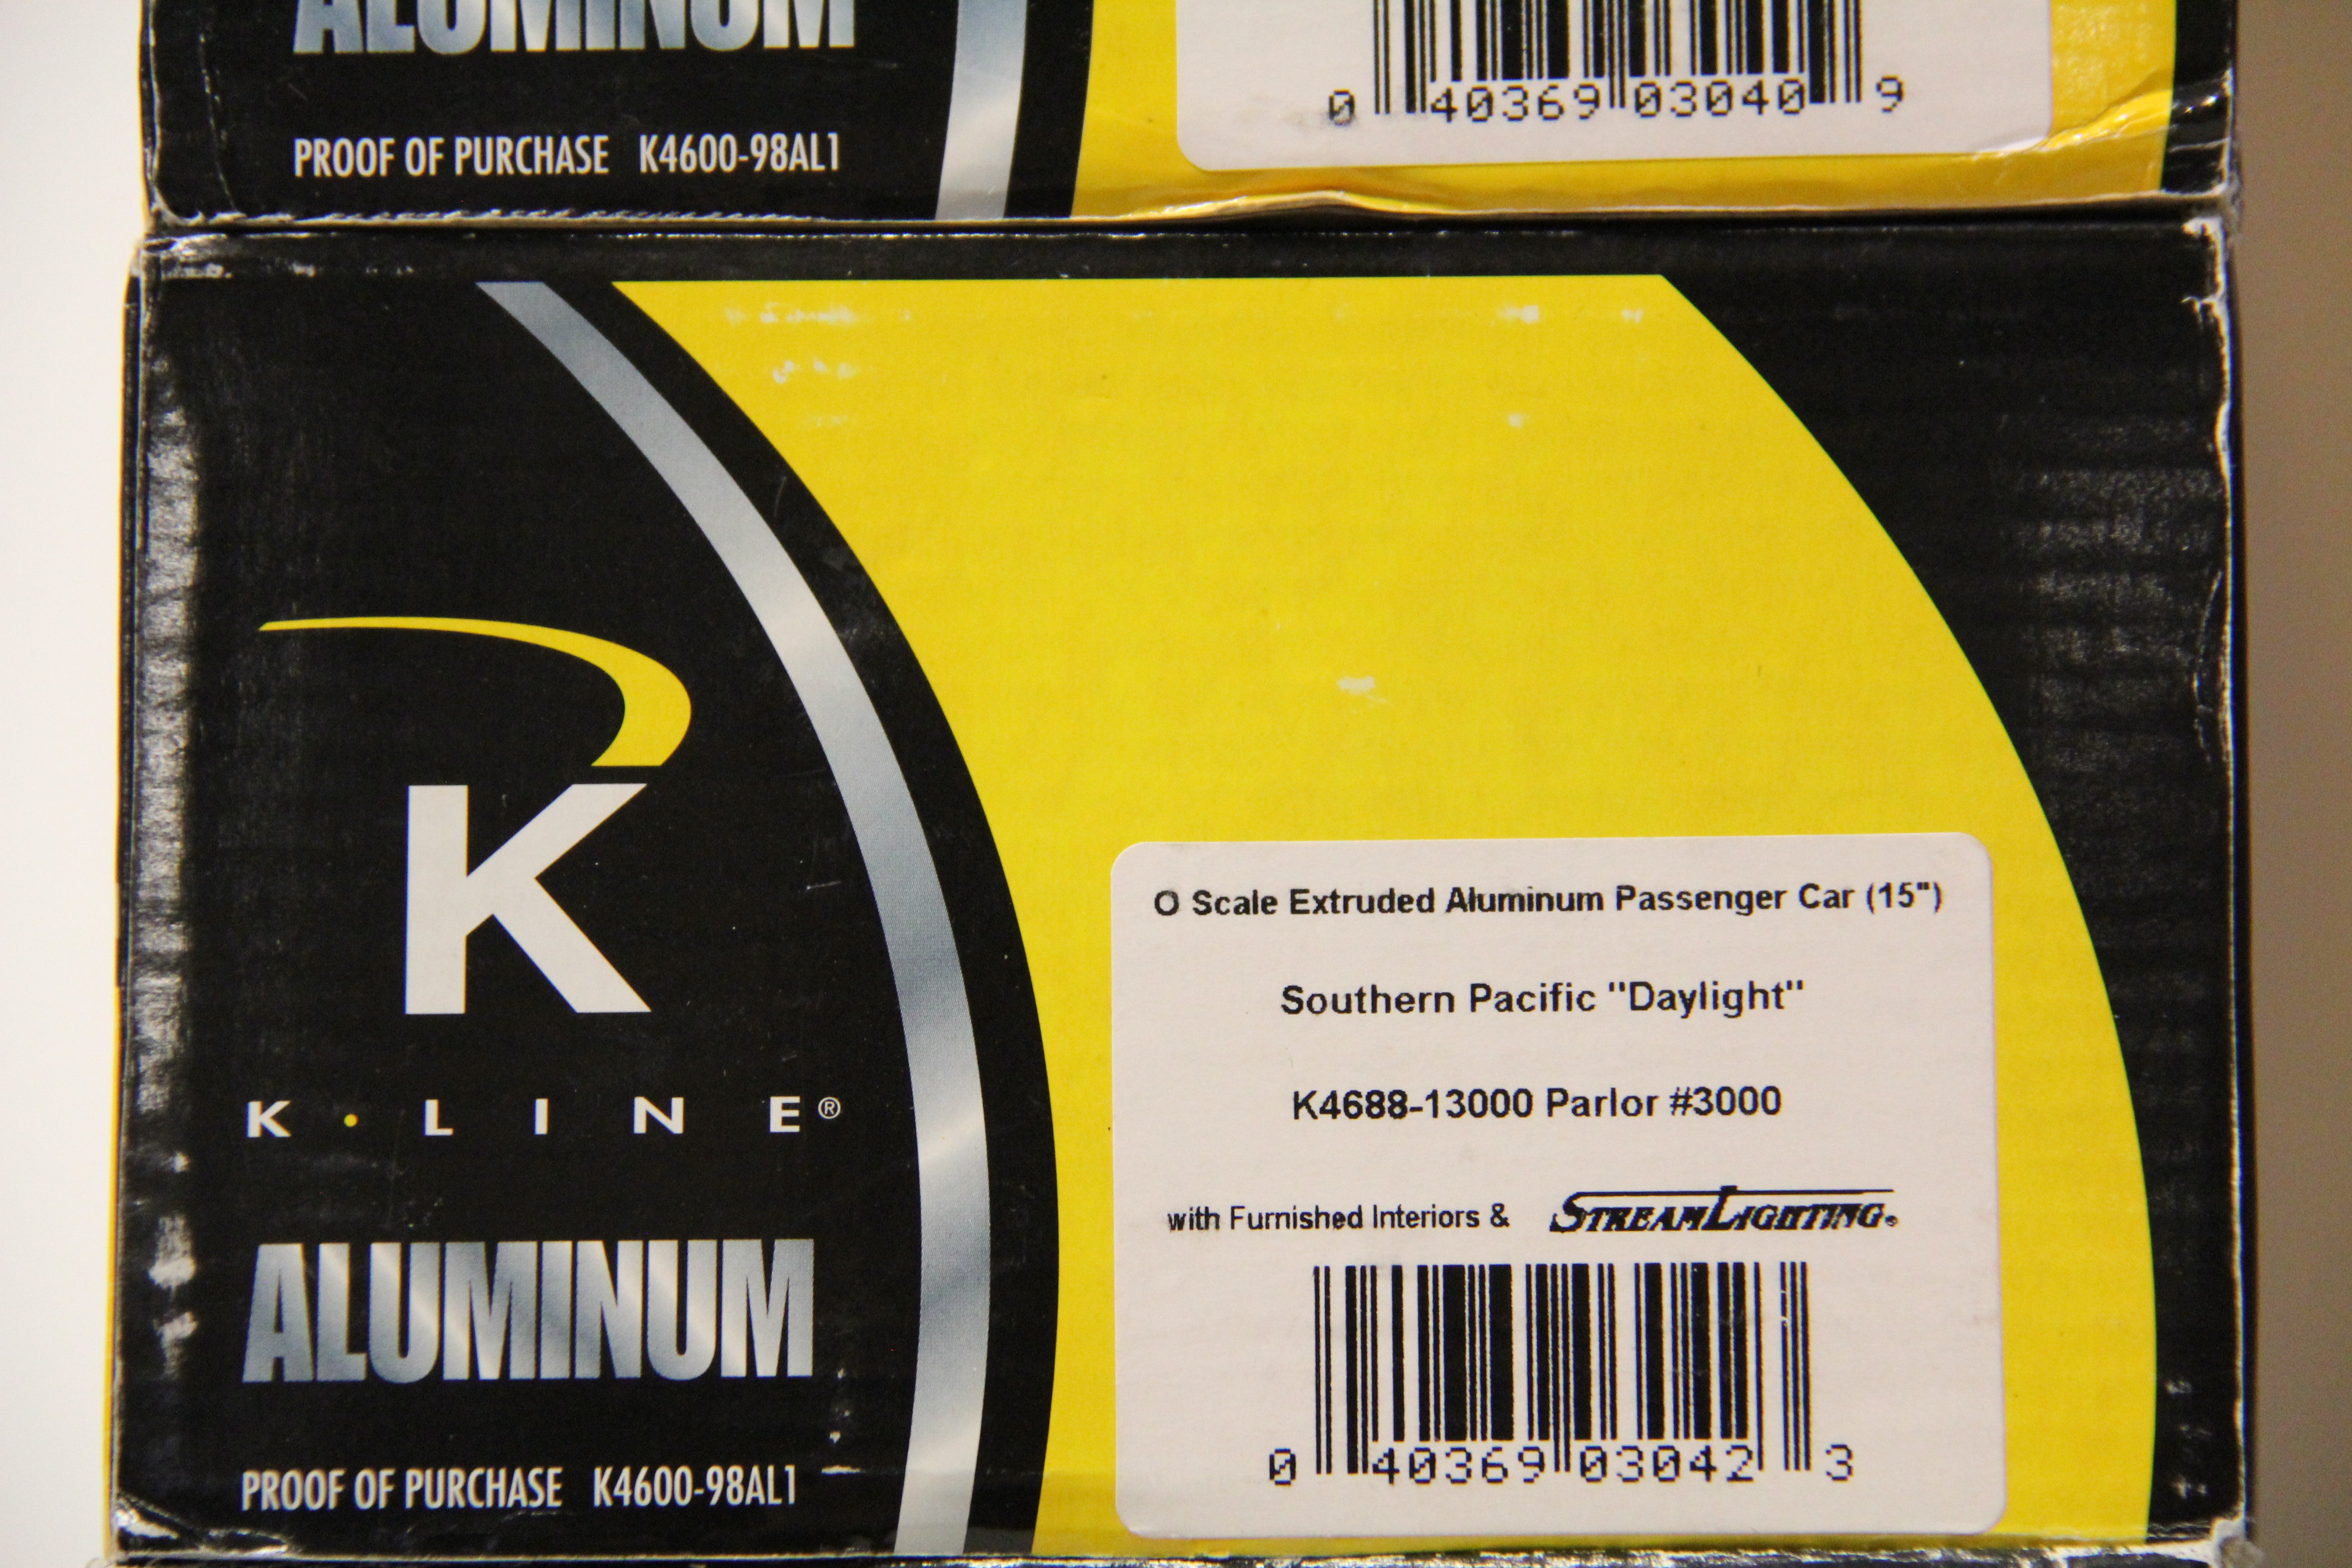 ALUMINUM
PROOF OF PURCHASE K4600-98AL1
0 40369 03040 9
K
K·LINE®
ALUMINUM
PROOF OF PURCHASE K4600-98AL1
O Scale Extruded Aluminum Passenger Car (15")
Southern Pacific "Daylight"
K4688-13000 Parlor #3000
with Furnished Interiors & STREAMLIGHTING®
0 40369 03042 3